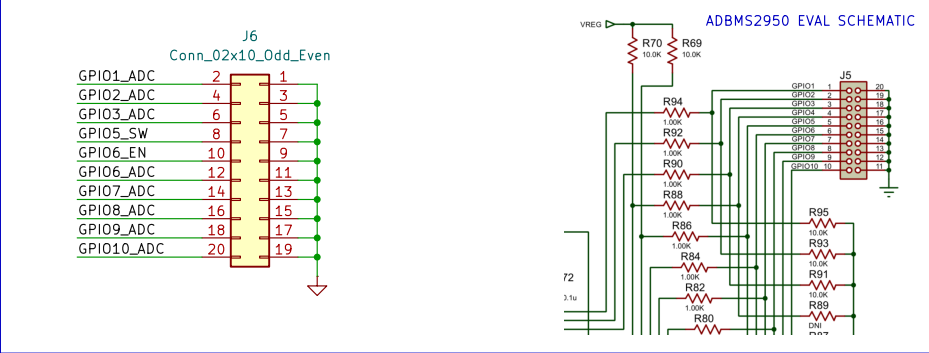 J6
Conn_02x10_Odd_Even
GPIO1_ADC 2 1
GPIO2_ADC 4 3
GPIO3_ADC 6 5
GPIO5_SW 8 7
GPIO6_EN 10 9
GPIO6_ADC 12 11
GPIO7_ADC 14 13
GPIO8_ADC 16 15
GPIO9_ADC 18 17
GPIO10_ADC 20 19
ADBMS2950 EVAL SCHEMATIC
VREG
R70 R69
10.0K 10.0K
J5
GPIO1 1 20
GPIO2 2 19
GPIO3 3 18
GPIO4 4 17
GPIO5 5 16
GPIO6 6 15
GPIO7 7 14
GPIO8 8 13
GPIO9 9 12
GPIO10 10 11
R94
1.00K
R92
1.00K
R90
1.00K
R88
1.00K
R86
1.00K
R84
1.00K
R82
1.00K
R80
R95
10.0K
R93
10.0K
R91
10.0K
R89
DNI
72
0.1u